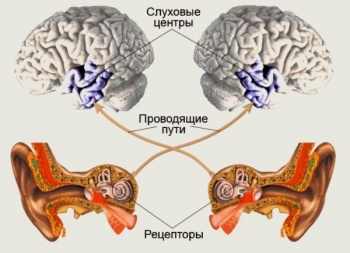 Слуховые
центры
Проводящие
пути
Рецепторы